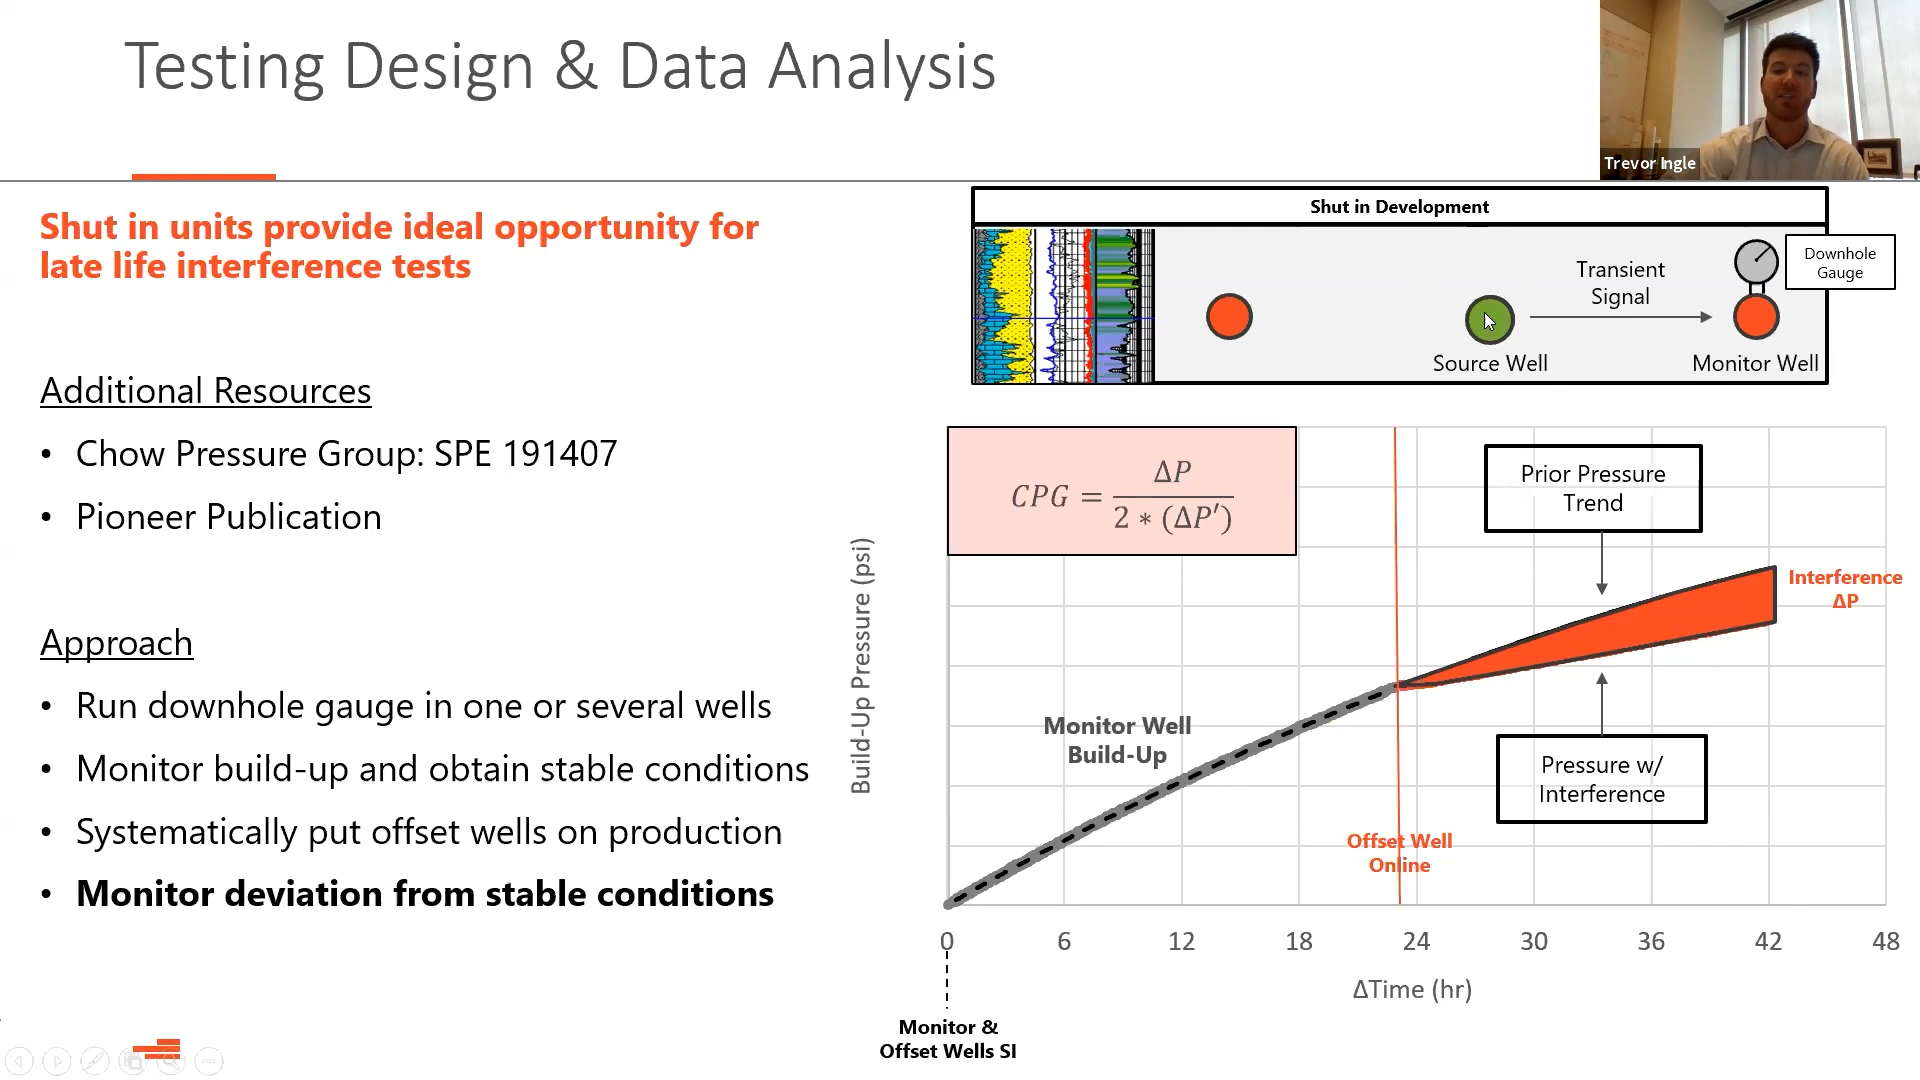 Testing Design & Data Analysis
Trevor Ingle
Shut in units provide ideal opportunity for
late life interference tests
Additional Resources
• Chow Pressure Group: SPE 191407
• Pioneer Publication
Approach
• Run downhole gauge in one or several wells
• Monitor build-up and obtain stable conditions
• Systematically put offset wells on production
• Monitor deviation from stable conditions
Shut in Development
Downhole
Gauge
Transient
Signal
Source Well
Monitor Well
CPG = ΔP / 2 * (ΔP′)
Prior Pressure
Trend
Interference
ΔP
Build-Up Pressure (psi)
Monitor Well
Build-Up
Pressure w/
Interference
Offset Well
Online
0 6 12 18 24 30 36 42 48
ΔTime (hr)
Monitor &
Offset Wells SI